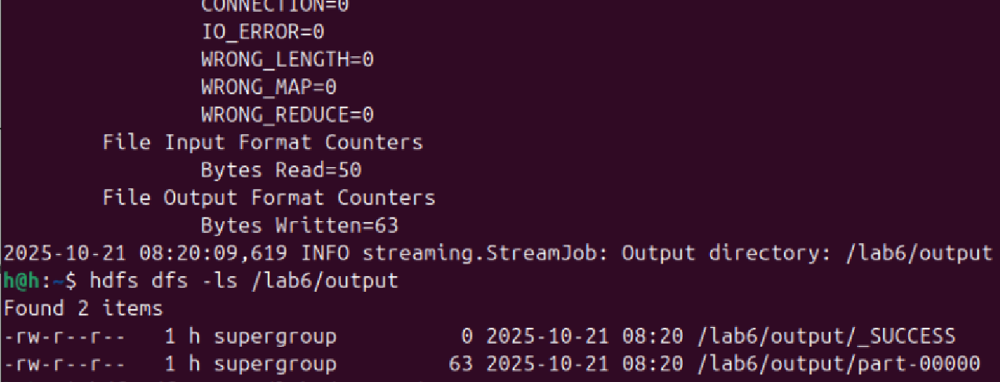 CONNECTION=0
IO_ERROR=0
WRONG_LENGTH=0
WRONG_MAP=0
WRONG_REDUCE=0
File Input Format Counters
Bytes Read=50
File Output Format Counters
Bytes Written=63
2025-10-21 08:20:09,619 INFO streaming.StreamJob: Output directory: /lab6/output
h@h:~$ hdfs dfs -ls /lab6/output
Found 2 items
-rw-r--r--   1 h supergroup          0 2025-10-21 08:20 /lab6/output/_SUCCESS
-rw-r--r--   1 h supergroup         63 2025-10-21 08:20 /lab6/output/part-00000